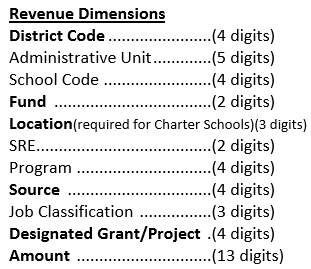 Revenue Dimensions
District Code .......................(4 digits)
Administrative Unit.............(5 digits)
School Code ........................(4 digits)
Fund ...................................(2 digits)
Location(required for Charter Schools)(3 digits)
SRE.......................................(2 digits)
Program ..............................(4 digits)
Source ................................(4 digits)
Job Classification ................(3 digits)
Designated Grant/Project .(4 digits)
Amount ..............................(13 digits)